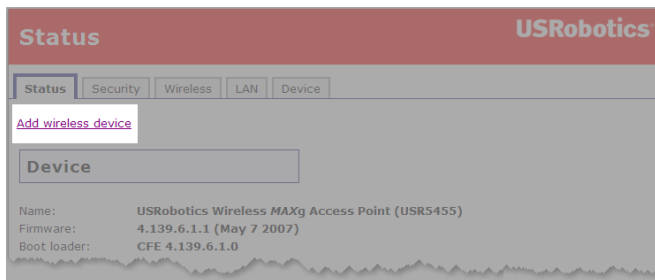 Status
USRobotics
Status Security Wireless LAN Device
Add wireless device
Device
Name: USRobotics Wireless MAXg Access Point (USR5455)
Firmware: 4.139.6.1.1 (May 7 2007)
Boot loader: CFE 4.139.6.1.0